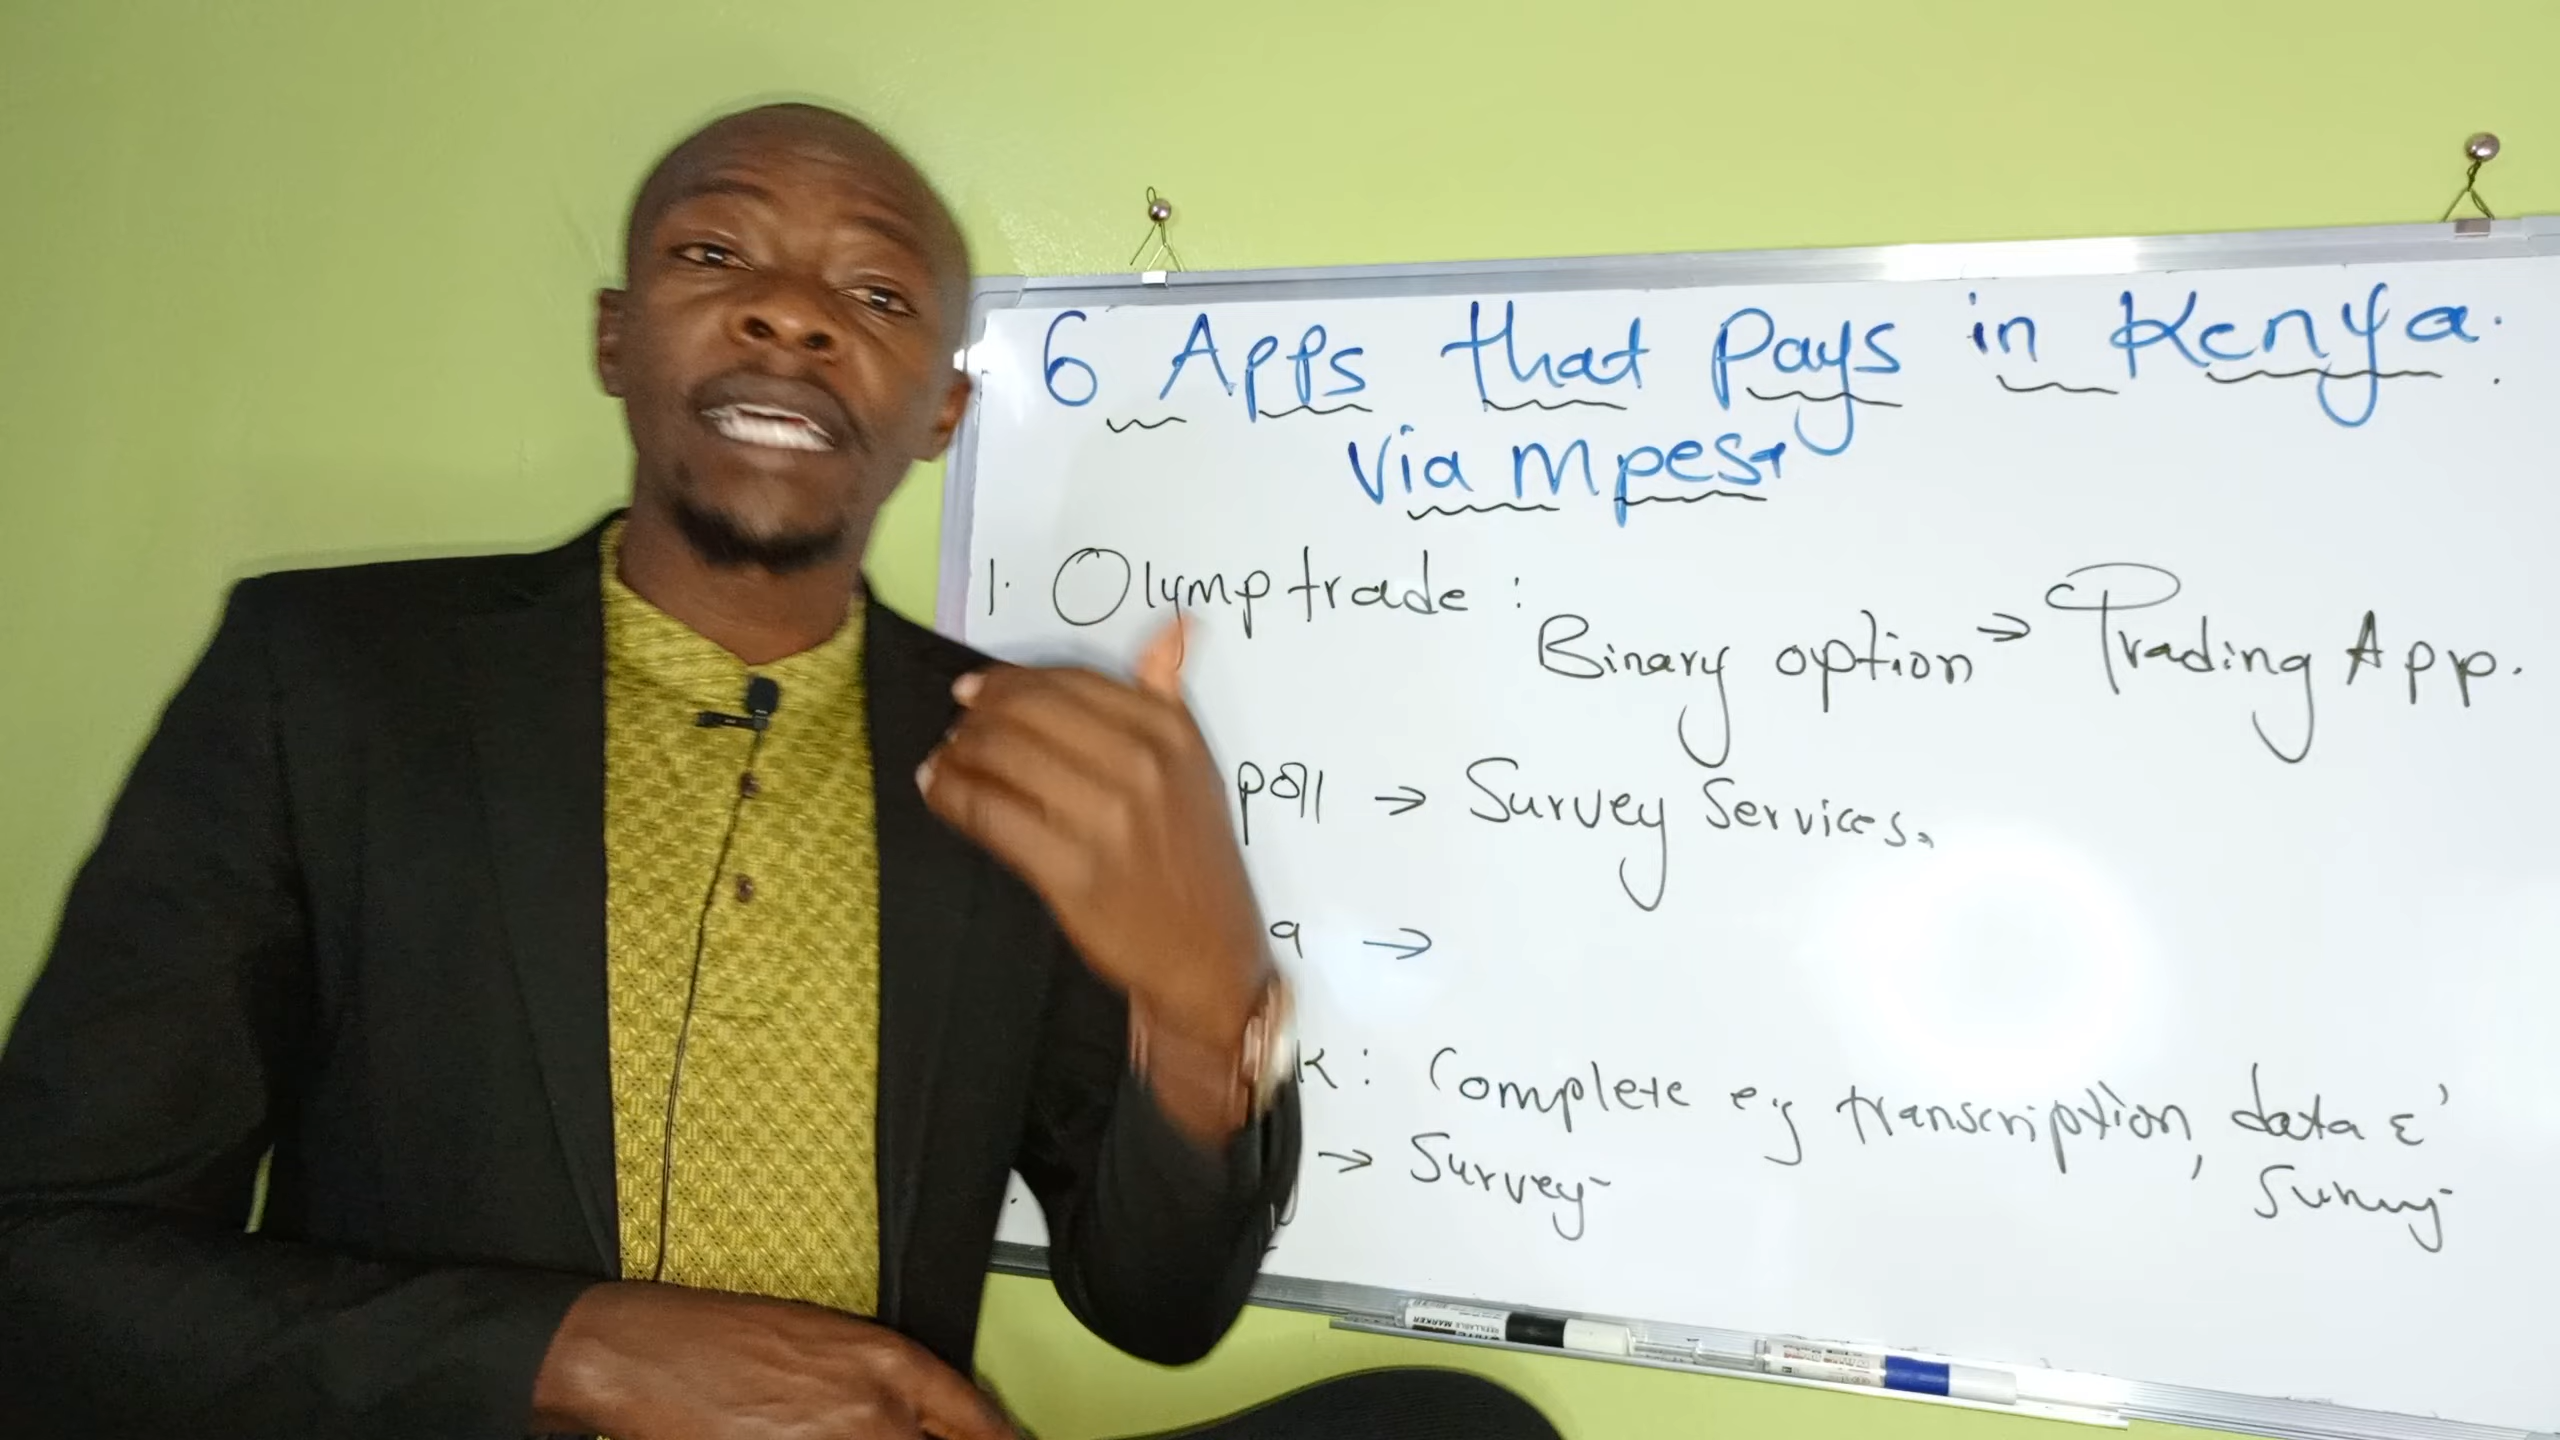 6 Apps that Pays in Kenya.
Via Mpesa
1. Olymptrade : Binary option → Trading App.
poll → Survey Services.
a →
k : Complete eg transcription, data &
Survey
→ Survey